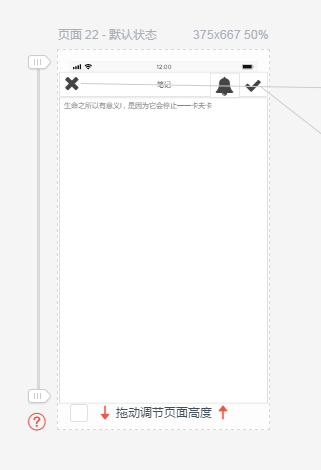 页面 22 - 默认状态 375x667 50%
12:00
笔记
生命之所以有意义，是因为它会停止——卡夫卡
? 拖动调节页面高度